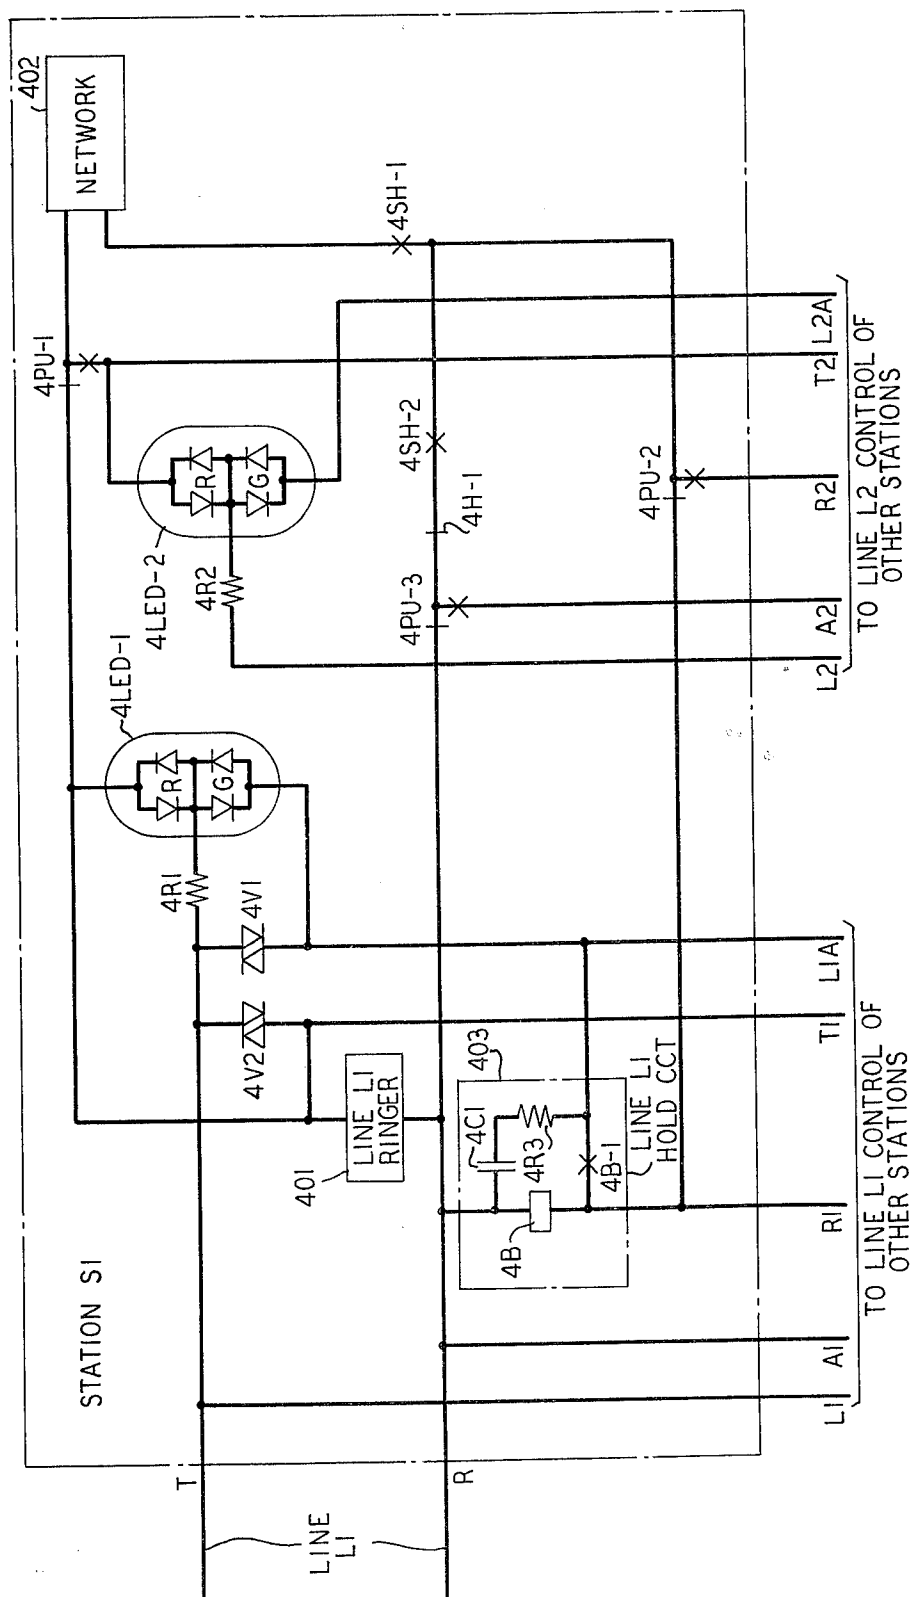 402
NETWORK
4PU-1
4SH-1
4LED-2
R
G
4R2
4SH-2
4H-1
4PU-3
4PU-2
4LED-1
R
G
4R1
4V1
4V2
401
LINE L1
RINGER
403
4C1
4R3
4B
4B-1
LINE L1
HOLD CCT
STATION S1
T
R
LINE
L1
L1
A1
R1
T1
L1A
TO LINE L1 CONTROL OF
OTHER STATIONS
L2
A2
R2
T2
L2A
TO LINE L2 CONTROL OF
OTHER STATIONS